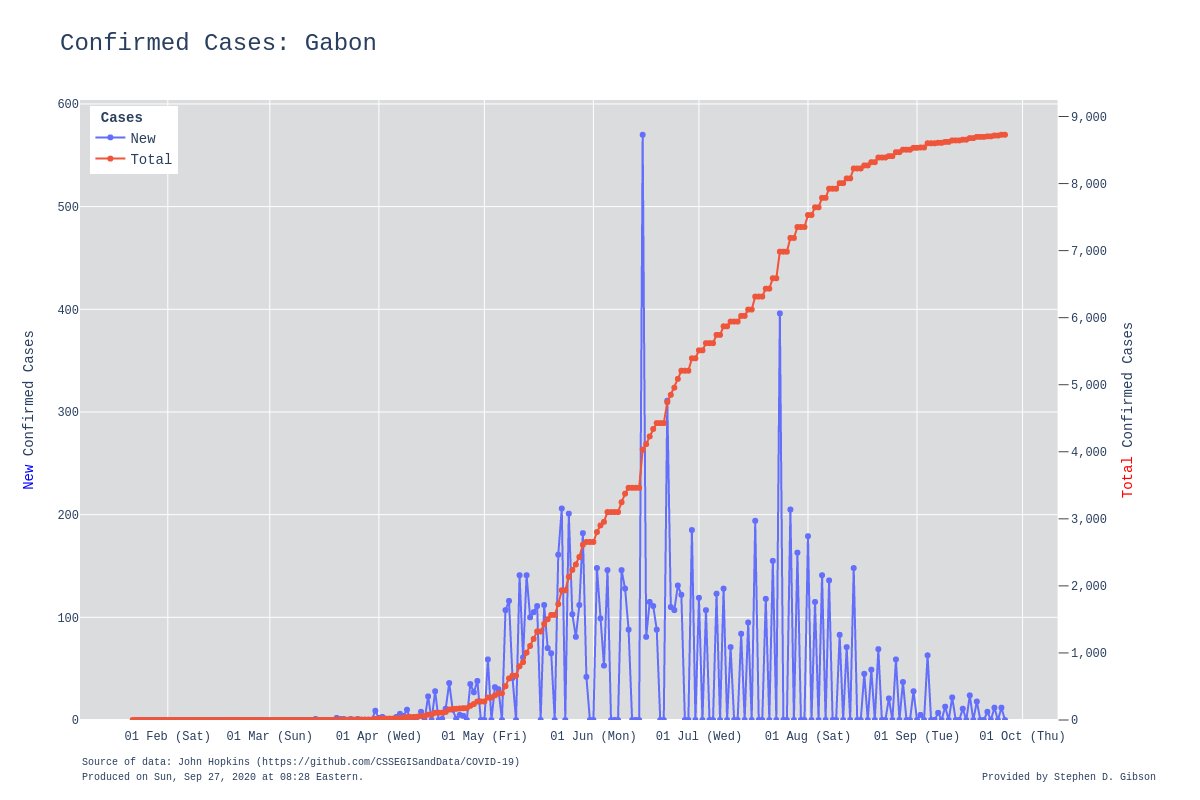 Confirmed Cases: Gabon
Cases
New
Total
600
500
400
300
200
100
0
9,000
8,000
7,000
6,000
5,000
4,000
3,000
2,000
1,000
0
New Confirmed Cases
Total Confirmed Cases
01 Feb (Sat)
01 Mar (Sun)
01 Apr (Wed)
01 May (Fri)
01 Jun (Mon)
01 Jul (Wed)
01 Aug (Sat)
01 Sep (Tue)
01 Oct (Thu)
Source of data: John Hopkins (https://github.com/CSSEGISandData/COVID-19)
Produced on Sun, Sep 27, 2020 at 08:28 Eastern.
Provided by Stephen D. Gibson